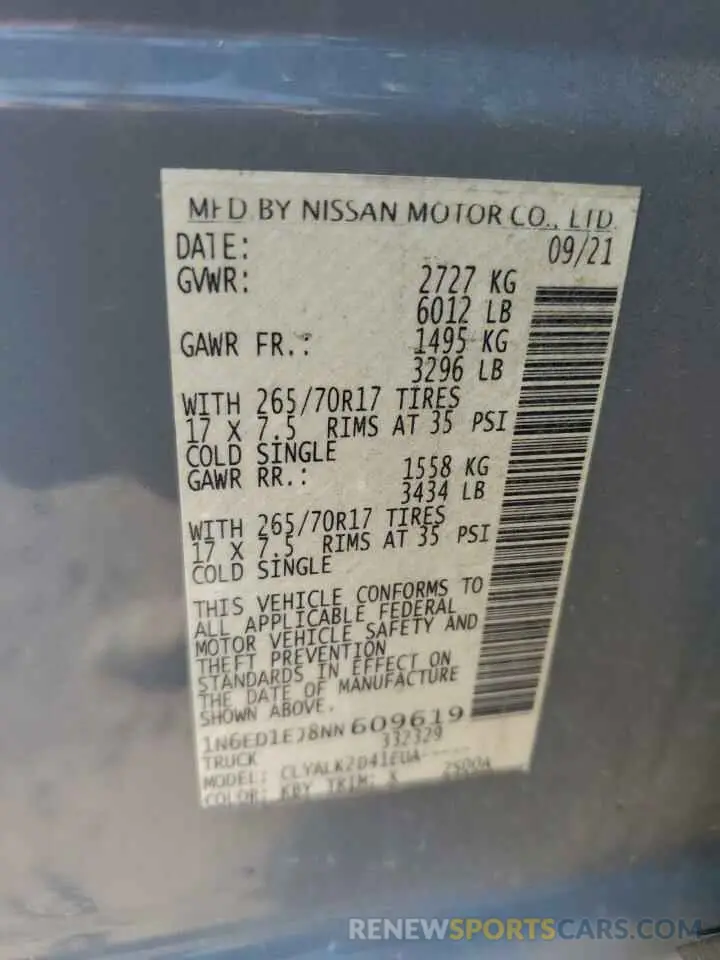 MFD BY NISSAN MOTOR CO., LTD.
DATE: 09/21
GVWR: 2727 KG
6012 LB
GAWR FR.: 1495 KG
3296 LB
WITH 265/70R17 TIRES
17 X 7.5 RIMS AT 35 PSI
COLD SINGLE
GAWR RR.: 1558 KG
3434 LB
WITH 265/70R17 TIRES
17 X 7.5 RIMS AT 35 PSI
COLD SINGLE
THIS VEHICLE CONFORMS TO
ALL APPLICABLE FEDERAL
MOTOR VEHICLE SAFETY AND
THEFT PREVENTION
STANDARDS IN EFFECT ON
THE DATE OF MANUFACTURE
SHOWN ABOVE.
1N6ED1EJ8NN609619
332329
TRUCK
MODEL: CLYALK2D41EUA-----
COLOR: KBY TRIM: K
RENEWSPORTSCARS.COM